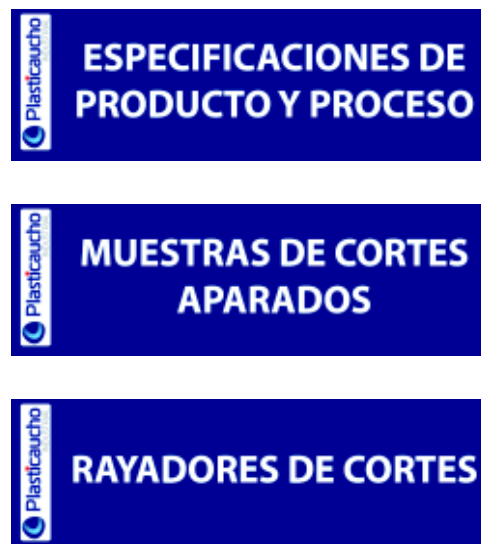 Plasticaucho
ESPECIFICACIONES DE
PRODUCTO Y PROCESO
Plasticaucho
MUESTRAS DE CORTES
APARADOS
Plasticaucho
RAYADORES DE CORTES